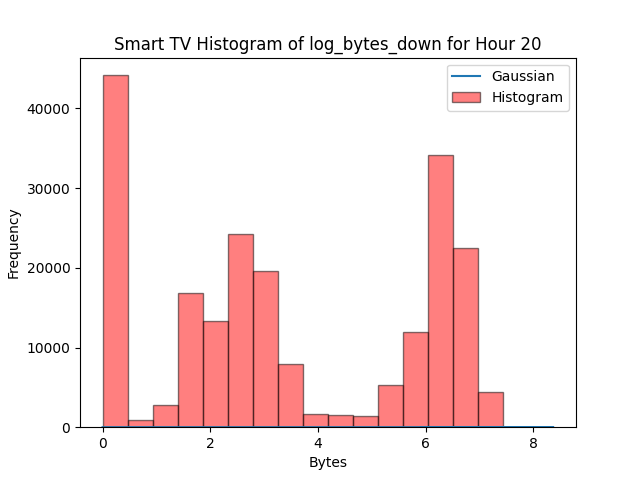 Smart TV Histogram of log_bytes_down for Hour 20
Gaussian
Histogram
40000
30000
20000
10000
0
Frequency
0 2 4 6 8
Bytes